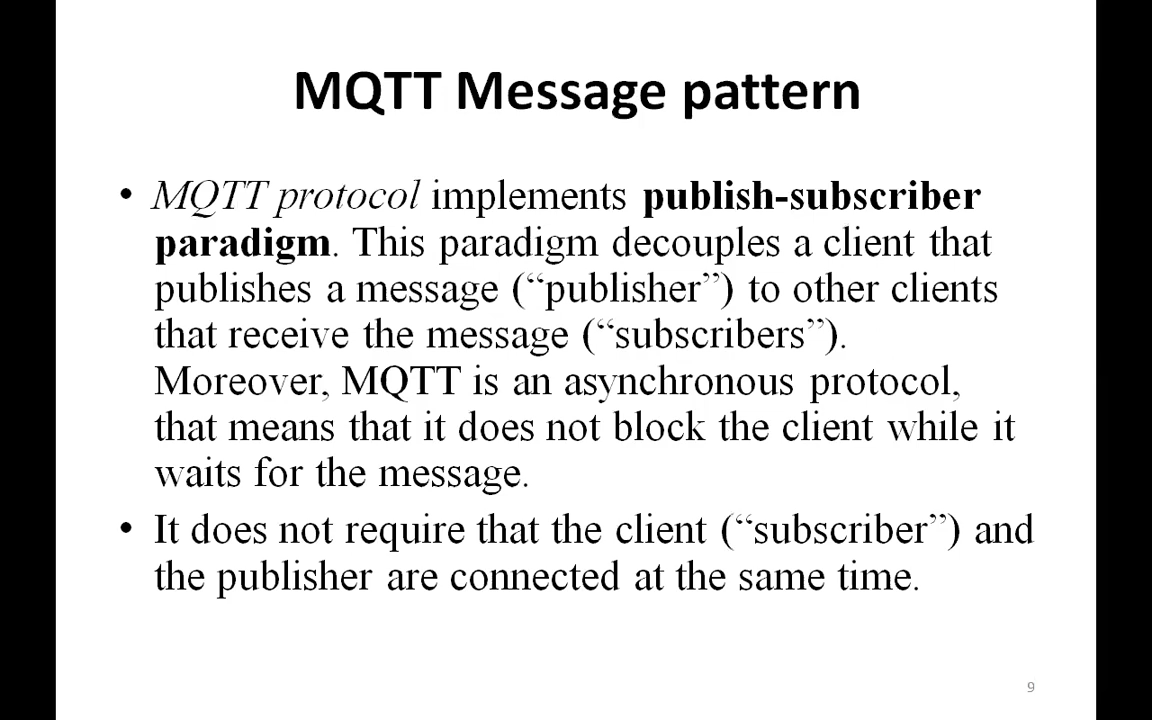 MQTT Message pattern
• MQTT protocol implements publish-subscriber
paradigm. This paradigm decouples a client that
publishes a message (“publisher”) to other clients
that receive the message (“subscribers”).
Moreover, MQTT is an asynchronous protocol,
that means that it does not block the client while it
waits for the message.
• It does not require that the client (“subscriber”) and
the publisher are connected at the same time.
9